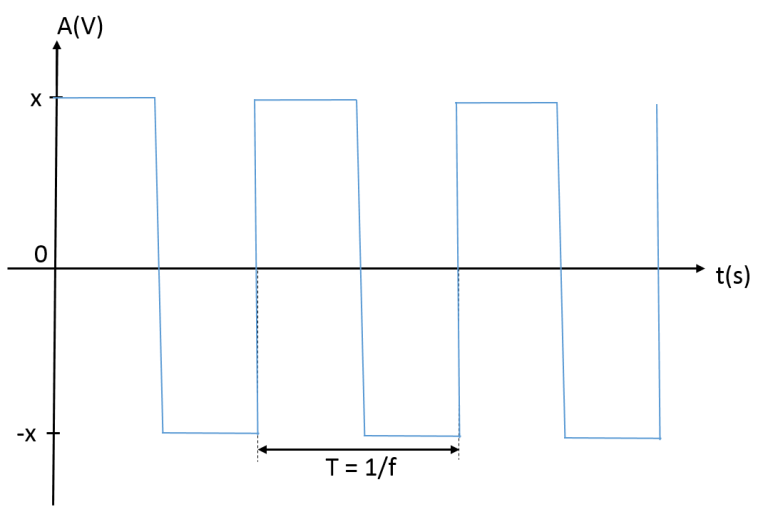 A(V)
x
0
t(s)
-x
T = 1/f